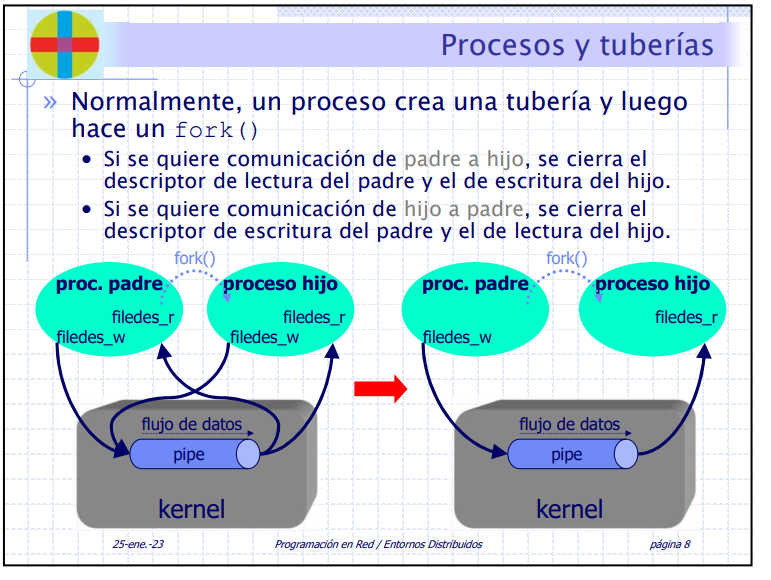 Procesos y tuberías
» Normalmente, un proceso crea una tubería y luego
hace un fork()
• Si se quiere comunicación de padre a hijo, se cierra el
descriptor de lectura del padre y el de escritura del hijo.
• Si se quiere comunicación de hijo a padre, se cierra el
descriptor de escritura del padre y el de lectura del hijo.
fork()
proc. padre
proceso hijo
filedes_r
filedes_w
filedes_r
filedes_w
flujo de datos
pipe
kernel
fork()
proc. padre
proceso hijo
filedes_r
filedes_w
flujo de datos
pipe
kernel
25-ene.-23
Programación en Red / Entornos Distribuidos
página 8